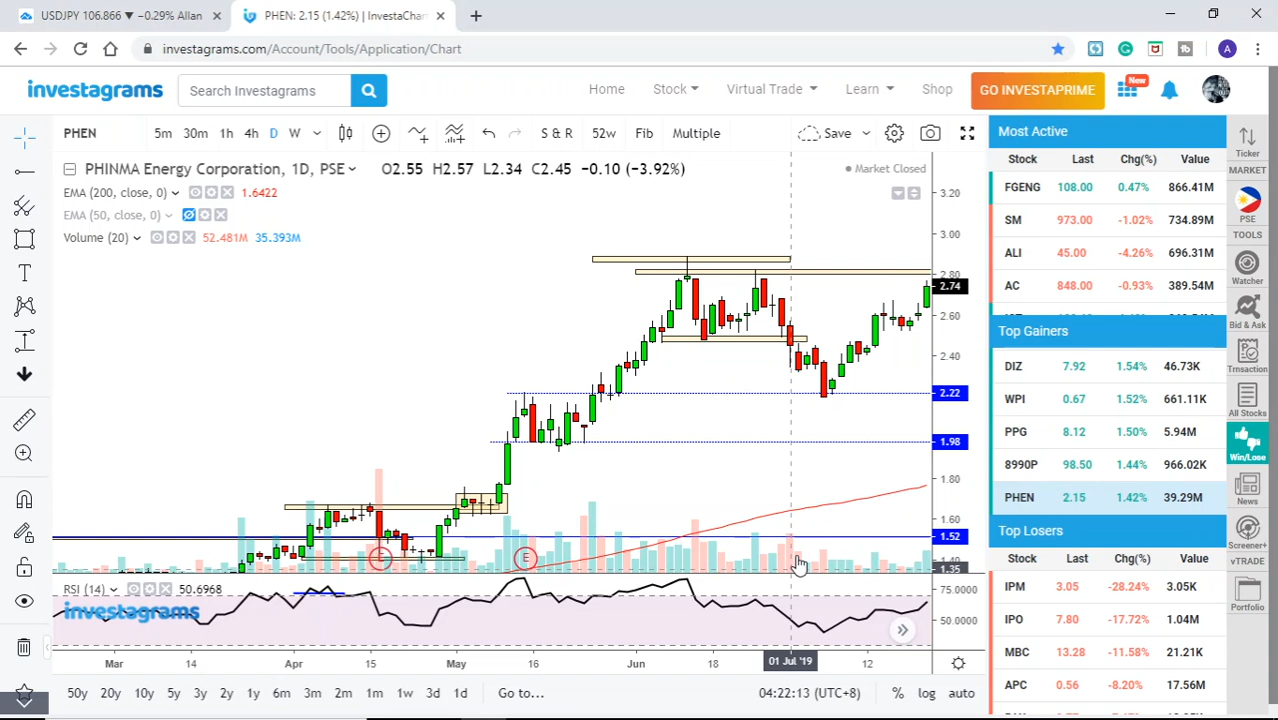 USDJPY 106.866 ▼ −0.29% Allan
PHEN: 2.15 (1.42%) | InvestaChar
investagrams.com/Account/Tools/Application/Chart
A
investagrams
Search Investagrams
Home
Stock
Virtual Trade
Learn
Shop
GO INVESTAPRIME
New
PHEN
5m
30m
1h
4h
D
W
S & R
52w
Fib
Multiple
Save
PHINMA Energy Corporation, 1D, PSE
O2.55 H2.57 L2.34 C2.45 −0.10 (−3.92%)
Market Closed
EMA (200, close, 0)
1.6422
EMA (50, close, 0)
Volume (20)
52.481M 35.393M
3.20
3.00
2.80
2.74
2.60
2.40
2.22
1.98
1.80
1.60
1.52
1.40
1.35
E
E
RSI (14)
50.6968
investagrams
75.0000
50.0000
Mar
14
Apr
15
May
16
Jun
18
01 Jul '19
12
50y
20y
10y
5y
3y
2y
1y
6m
3m
2m
1m
1w
3d
1d
Go to...
04:22:13 (UTC+8)
%
log
auto
Most Active
Stock Last Chg(%) Value
FGENG 108.00 0.47% 866.41M
SM 973.00 -1.02% 734.89M
ALI 45.00 -4.26% 696.31M
AC 848.00 -0.93% 389.54M
Top Gainers
DIZ 7.92 1.54% 46.73K
WPI 0.67 1.52% 661.11K
PPG 8.12 1.50% 5.94M
8990P 98.50 1.44% 966.02K
PHEN 2.15 1.42% 39.29M
Top Losers
Stock Last Chg(%) Value
IPM 3.05 -28.24% 3.05K
IPO 7.80 -17.72% 1.04M
MBC 13.28 -11.58% 21.21K
APC 0.56 -8.20% 17.56M
Ticker
MARKET
PSE
TOOLS
Watcher
Bid & Ask
Trnsaction
All Stocks
Win/Lose
News
Screener+
vTRADE
Portfolio